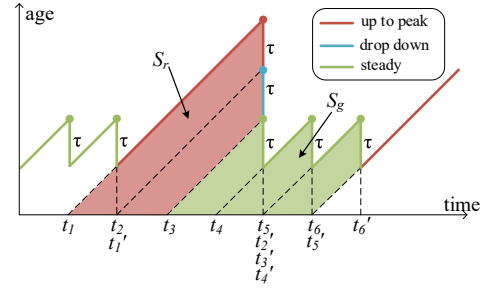 age
up to peak
drop down
steady
S_r
τ
τ
S_g
τ
τ
τ
τ
τ
time
t_1
t_2
t_1'
t_3
t_4
t_5
t_2'
t_3'
t_4'
t_6
t_5'
t_6'